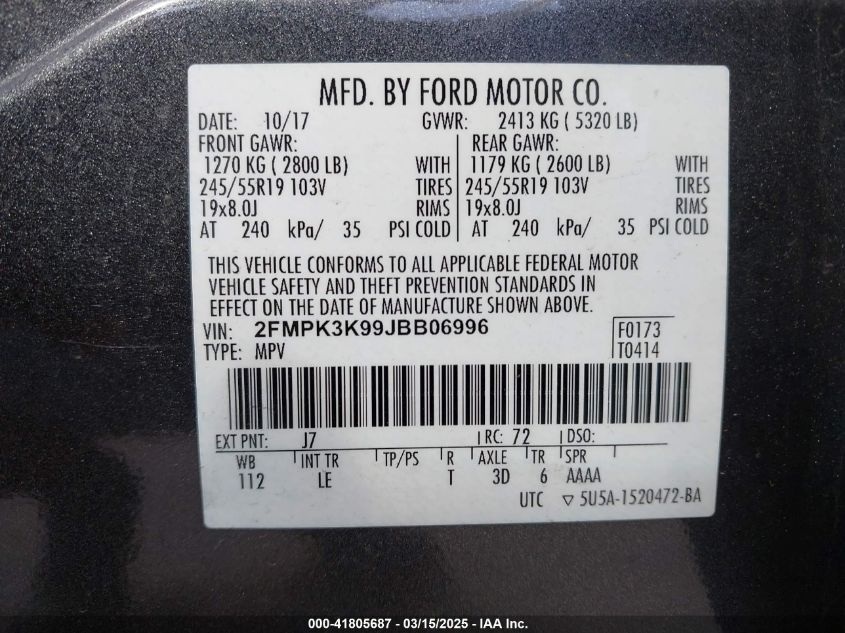 MFD. BY FORD MOTOR CO.
DATE: 10/17 GVWR: 2413 KG ( 5320 LB)
FRONT GAWR: REAR GAWR:
1270 KG ( 2800 LB) WITH 1179 KG ( 2600 LB) WITH
245/55R19 103V TIRES 245/55R19 103V TIRES
19x8.0J RIMS 19x8.0J RIMS
AT 240 kPa/ 35 PSI COLD AT 240 kPa/ 35 PSI COLD
THIS VEHICLE CONFORMS TO ALL APPLICABLE FEDERAL MOTOR
VEHICLE SAFETY AND THEFT PREVENTION STANDARDS IN
EFFECT ON THE DATE OF MANUFACTURE SHOWN ABOVE.
VIN: 2FMPK3K99JBB06996 F0173
TYPE: MPV T0414
EXT PNT: J7 RC: 72 DSO:
WB INT TR TP/PS R AXLE TR SPR
112 LE T 3D 6 AAAA
UTC ▽ 5U5A-1520472-BA
000-41805687 - 03/15/2025 - IAA Inc.